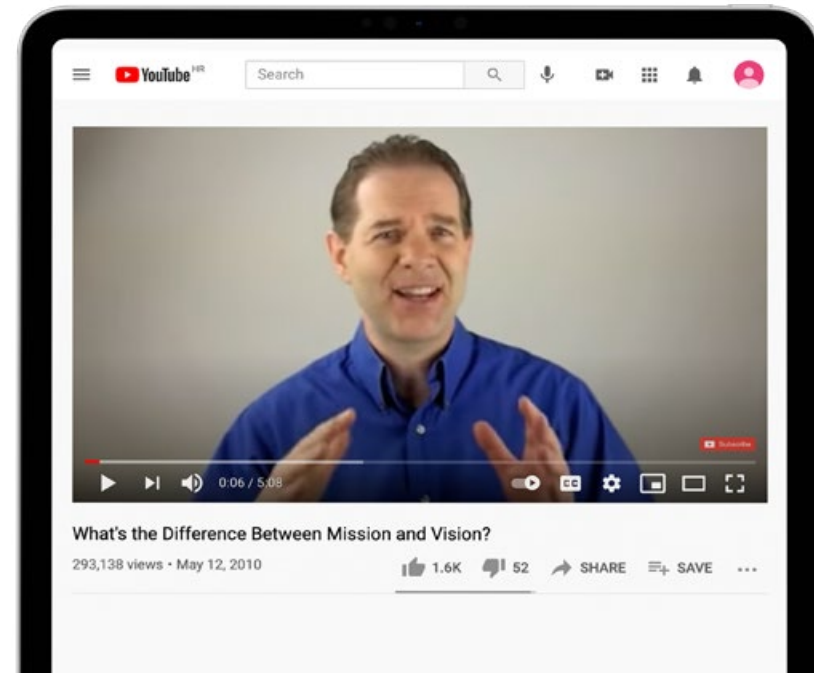 YouTube HR
Search
Subscribe
0:06 / 5:08
CC
What's the Difference Between Mission and Vision?
293,138 views • May 12, 2010
1.6K 52 SHARE SAVE